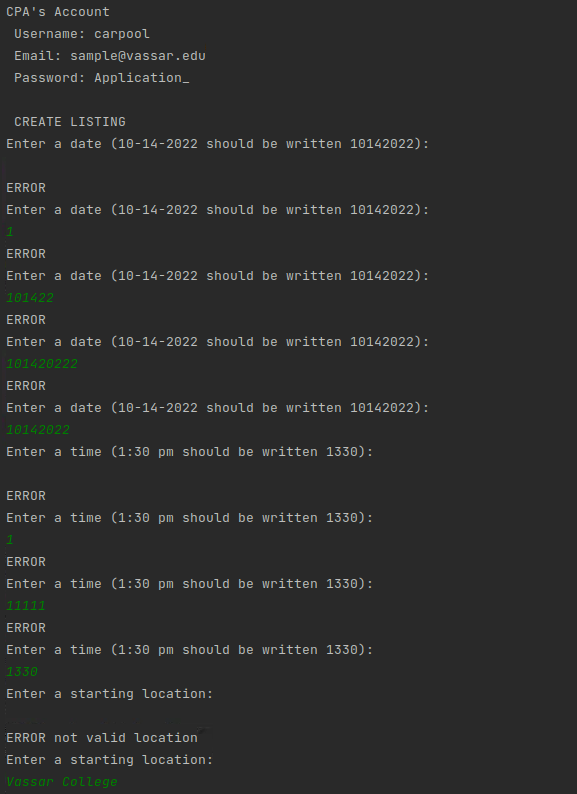 CPA's Account
Username: carpool
Email: sample@vassar.edu
Password: Application_
CREATE LISTING
Enter a date (10-14-2022 should be written 10142022):
ERROR
Enter a date (10-14-2022 should be written 10142022):
1
ERROR
Enter a date (10-14-2022 should be written 10142022):
101422
ERROR
Enter a date (10-14-2022 should be written 10142022):
101420222
ERROR
Enter a date (10-14-2022 should be written 10142022):
10142022
Enter a time (1:30 pm should be written 1330):
ERROR
Enter a time (1:30 pm should be written 1330):
1
ERROR
Enter a time (1:30 pm should be written 1330):
11111
ERROR
Enter a time (1:30 pm should be written 1330):
1330
Enter a starting location:
ERROR not valid location
Enter a starting location:
Vassar College